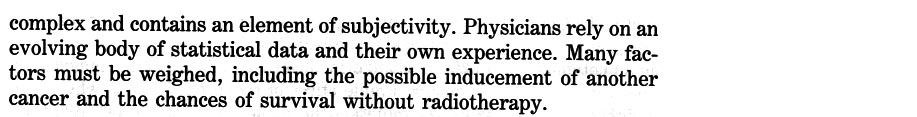 complex and contains an element of subjectivity. Physicians rely on an
evolving body of statistical data and their own experience. Many fac-
tors must be weighed, including the possible inducement of another
cancer and the chances of survival without radiotherapy.